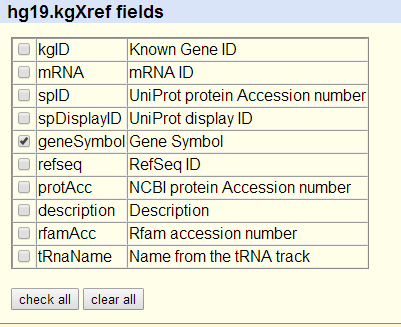 hg19.kgXref fields
kgID Known Gene ID
mRNA mRNA ID
spID UniProt protein Accession number
spDisplayID UniProt display ID
geneSymbol Gene Symbol
refseq RefSeq ID
protAcc NCBI protein Accession number
description Description
rfamAcc Rfam accession number
tRnaName Name from the tRNA track
check all clear all